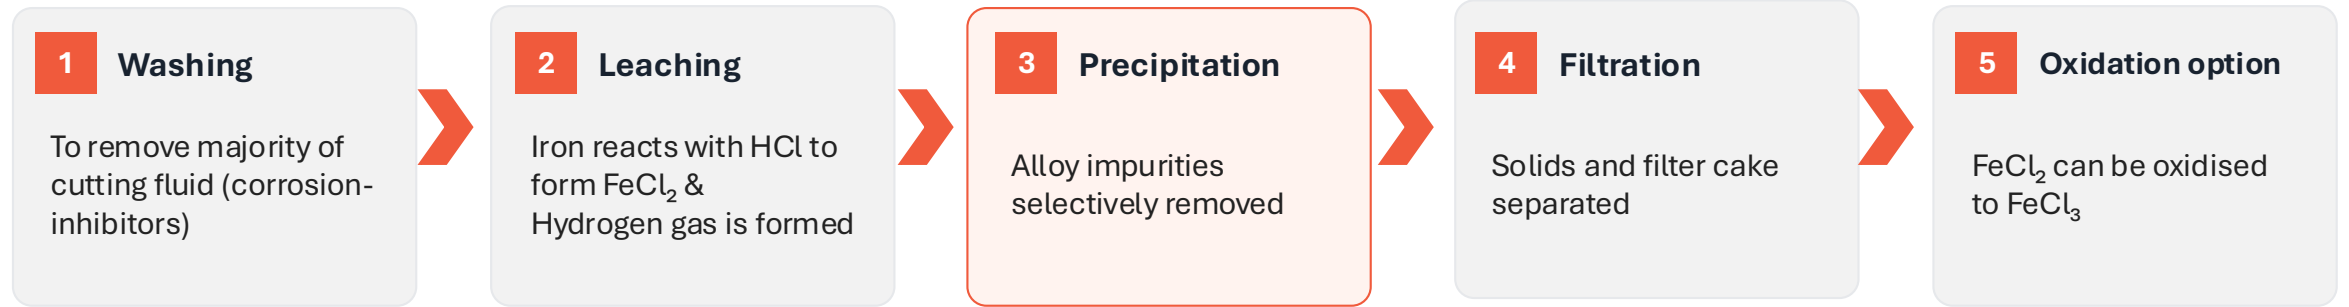 1 Washing
To remove majority of
cutting fluid (corrosion-
inhibitors)
2 Leaching
Iron reacts with HCl to
form FeCl₂ &
Hydrogen gas is formed
3 Precipitation
Alloy impurities
selectively removed
4 Filtration
Solids and filter cake
separated
5 Oxidation option
FeCl₂ can be oxidised
to FeCl₃